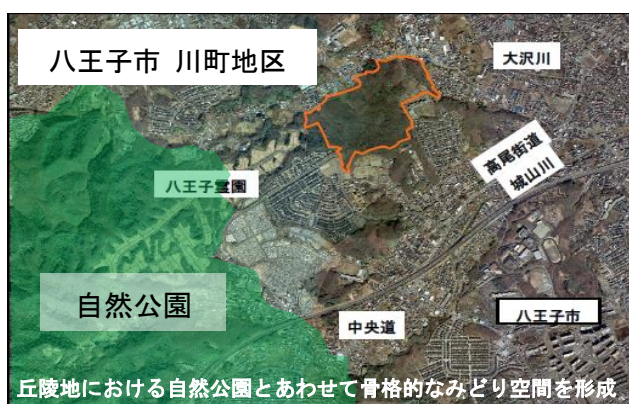 八王子市 川町地区
大沢川
高尾街道
城山川
八王子霊園
自然公園
中央道
八王子市
丘陵地における自然公園とあわせて骨格的なみどり空間を形成